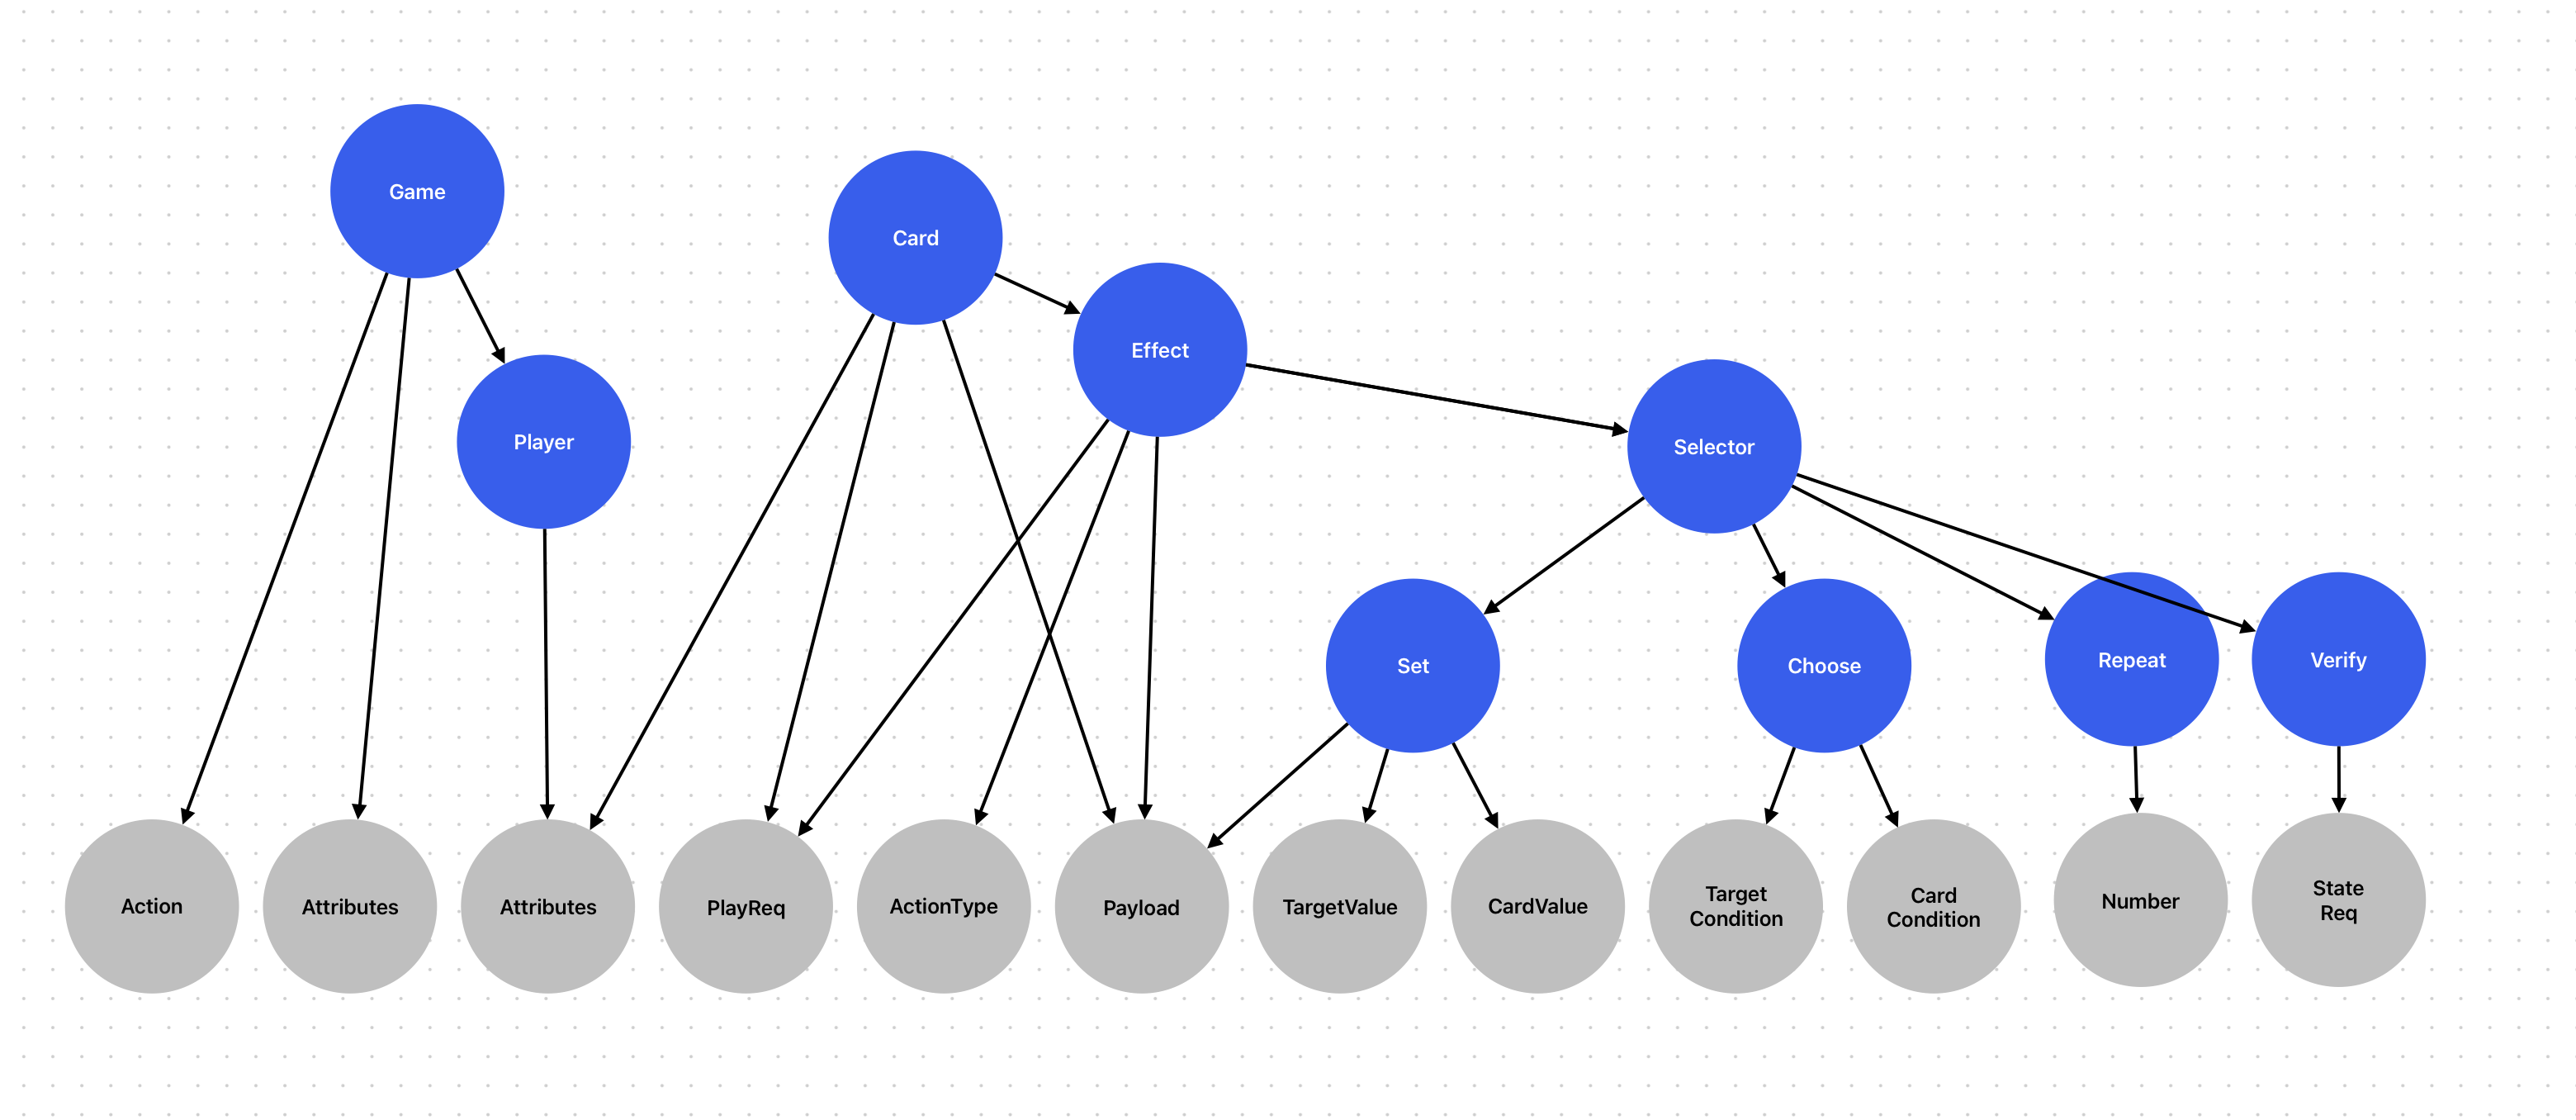 Game
Card
Effect
Player
Selector
Set
Choose
Repeat
Verify
Action
Attributes
Attributes
PlayReq
ActionType
Payload
TargetValue
CardValue
Target
Condition
Card
Condition
Number
State
Req